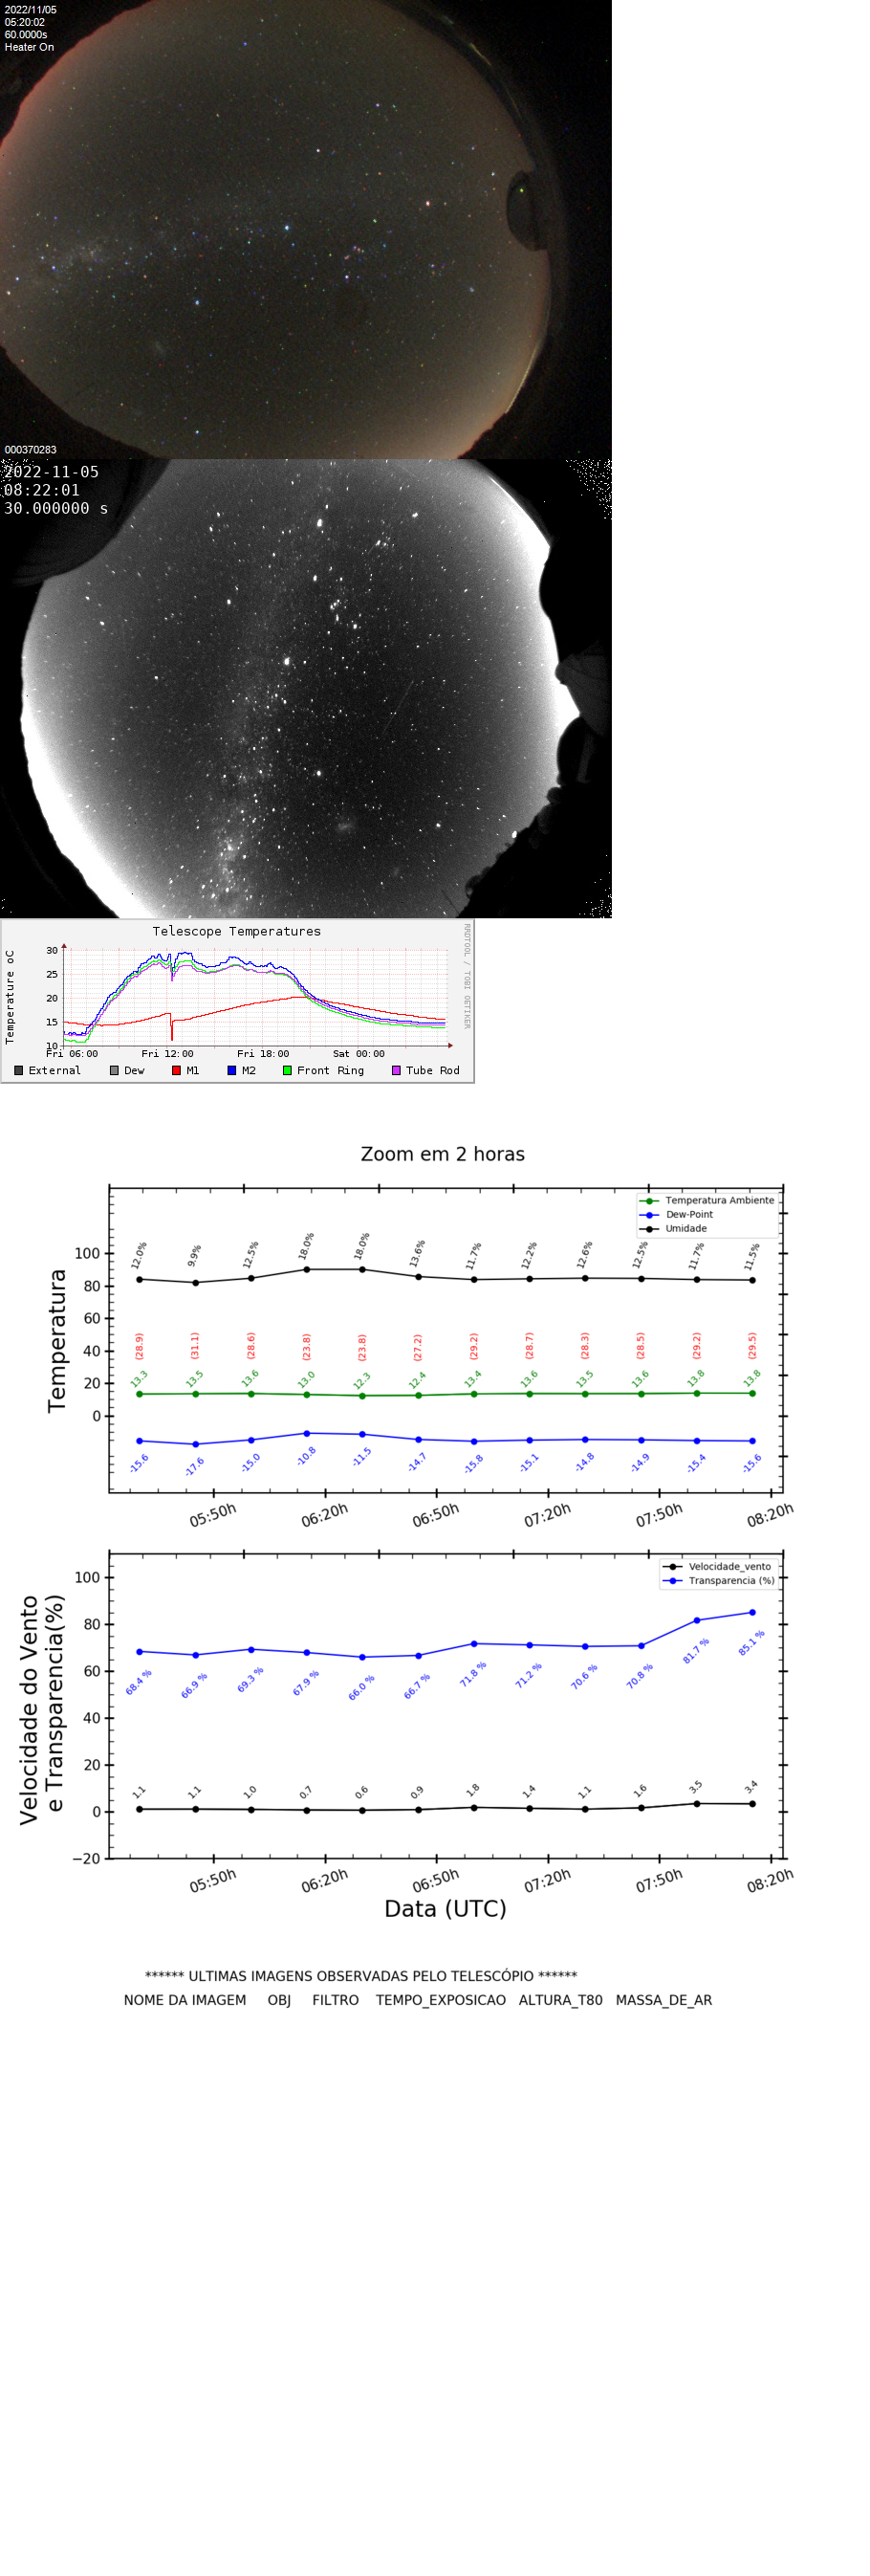 2022/11/05
05:20:02
60.0000s
Heater On
000370283
2022-11-05
08:22:01
30.000000 s
Telescope Temperatures
RRDTOOL / TOBI OETIKER
Temperature oC
30
25
20
15
10
Fri 06:00 Fri 12:00 Fri 18:00 Sat 00:00
External Dew M1 M2 Front Ring Tube Rod
Zoom em 2 horas
Temperatura Ambiente
Dew-Point
Umidade
Temperatura
100
80
60
40
20
0
12.0% 9.9% 12.5% 18.0% 18.0% 13.6% 11.7% 12.2% 12.6% 12.5% 11.7% 11.5%
(28.9) (31.1) (28.6) (23.8) (23.8) (27.2) (29.2) (28.7) (28.3) (28.5) (29.2) (29.5)
13.3 13.5 13.6 13.0 12.3 12.4 13.4 13.6 13.5 13.6 13.8 13.8
-15.6 -17.6 -15.0 -10.8 -11.5 -14.7 -15.8 -15.1 -14.8 -14.9 -15.4 -15.6
05:50h 06:20h 06:50h 07:20h 07:50h 08:20h
Velocidade_vento
Transparencia (%)
Velocidade do Vento
e Transparencia(%)
100
80
60
40
20
0
−20
68.4 % 66.9 % 69.3 % 67.9 % 66.0 % 66.7 % 71.8 % 71.2 % 70.6 % 70.8 % 81.7 % 85.1 %
1.1 1.1 1.0 0.7 0.6 0.9 1.8 1.4 1.1 1.6 3.5 3.4
05:50h 06:20h 06:50h 07:20h 07:50h 08:20h
Data (UTC)
****** ULTIMAS IMAGENS OBSERVADAS PELO TELESCÓPIO ******
NOME DA IMAGEM OBJ FILTRO TEMPO_EXPOSICAO ALTURA_T80 MASSA_DE_AR